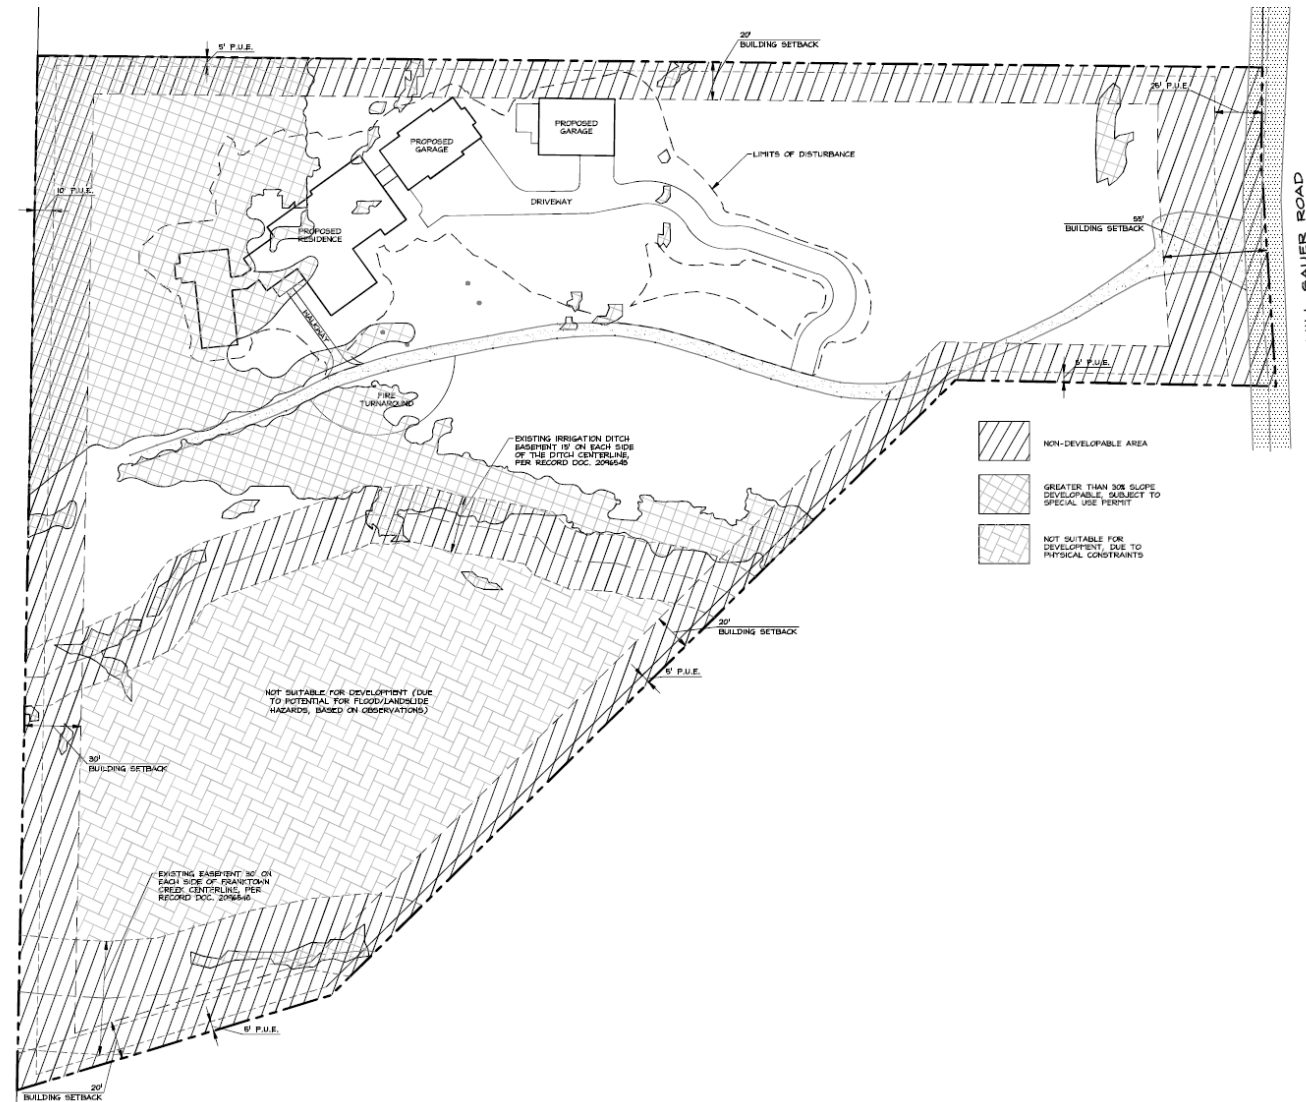 20'
BUILDING SETBACK
5' P.U.E.
25' P.U.E.
PROPOSED
GARAGE
PROPOSED
GARAGE
LIMITS OF DISTURBANCE
10' P.U.E.
DRIVEWAY
SAUER ROAD
55'
BUILDING SETBACK
PROPOSED
RESIDENCE
WALKWAY
5' P.U.E.
FIRE
TURNAROUND
EXISTING IRRIGATION DITCH
EASEMENT 15' ON EACH SIDE
OF THE DITCH CENTERLINE,
PER RECORD DOC. 2096548
NON-DEVELOPABLE AREA
GREATER THAN 30% SLOPE
DEVELOPABLE, SUBJECT TO
SPECIAL USE PERMIT
NOT SUITABLE FOR
DEVELOPMENT, DUE TO
PHYSICAL CONSTRAINTS
20'
BUILDING SETBACK
5' P.U.E.
NOT SUITABLE FOR DEVELOPMENT (DUE
TO POTENTIAL FOR FLOOD/LANDSLIDE
HAZARDS, BASED ON OBSERVATIONS)
30'
BUILDING SETBACK
EXISTING EASEMENT 30' ON
EACH SIDE OF FRANKTOWN
CREEK CENTERLINE, PER
RECORD DOC. 2096548
5' P.U.E.
20'
BUILDING SETBACK